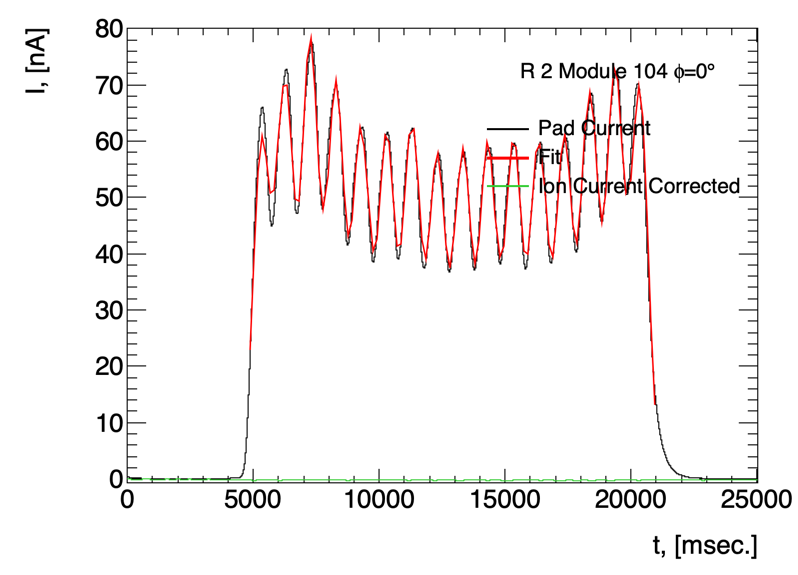 I, [nA]
80
70
60
50
40
30
20
10
0
R 2 Module 104 ϕ=0°
Pad Current
Fit
Ion Current Corrected
0
5000
10000
15000
20000
25000
t, [msec.]